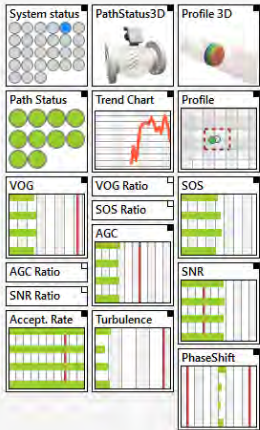 System status
PathStatus3D
Profile 3D
Path Status
Trend Chart
Profile
VOG
VOG Ratio
SOS
SOS Ratio
AGC
AGC Ratio
SNR
SNR Ratio
Accept. Rate
Turbulence
PhaseShift